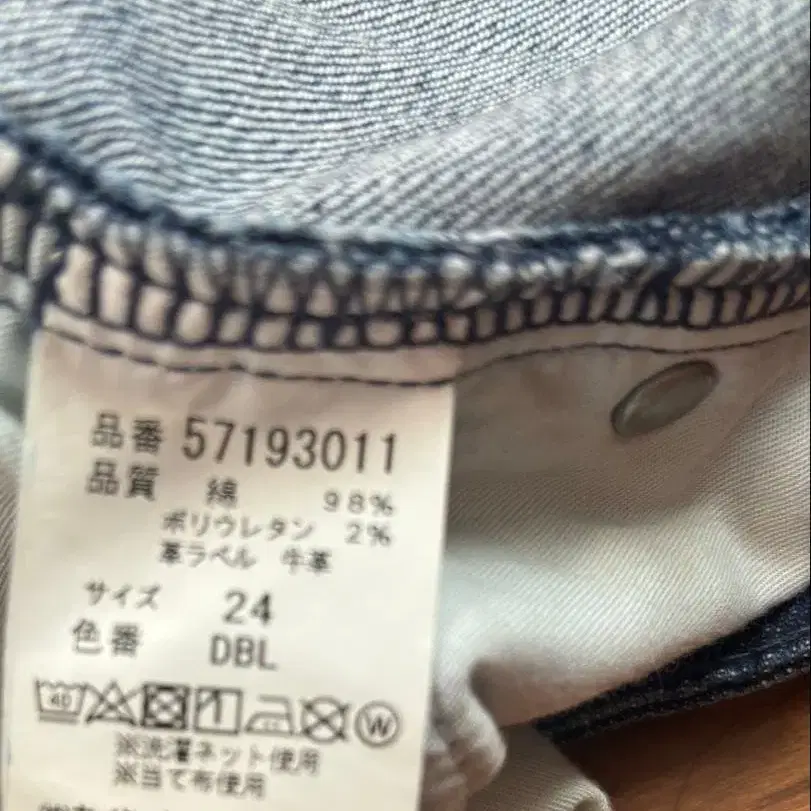 品番 57193011
品質 綿 98%
ポリウレタン 2%
革ラベル 牛革
サイズ 24
色番 DBL
40 W
※洗濯ネット使用
※当て布使用